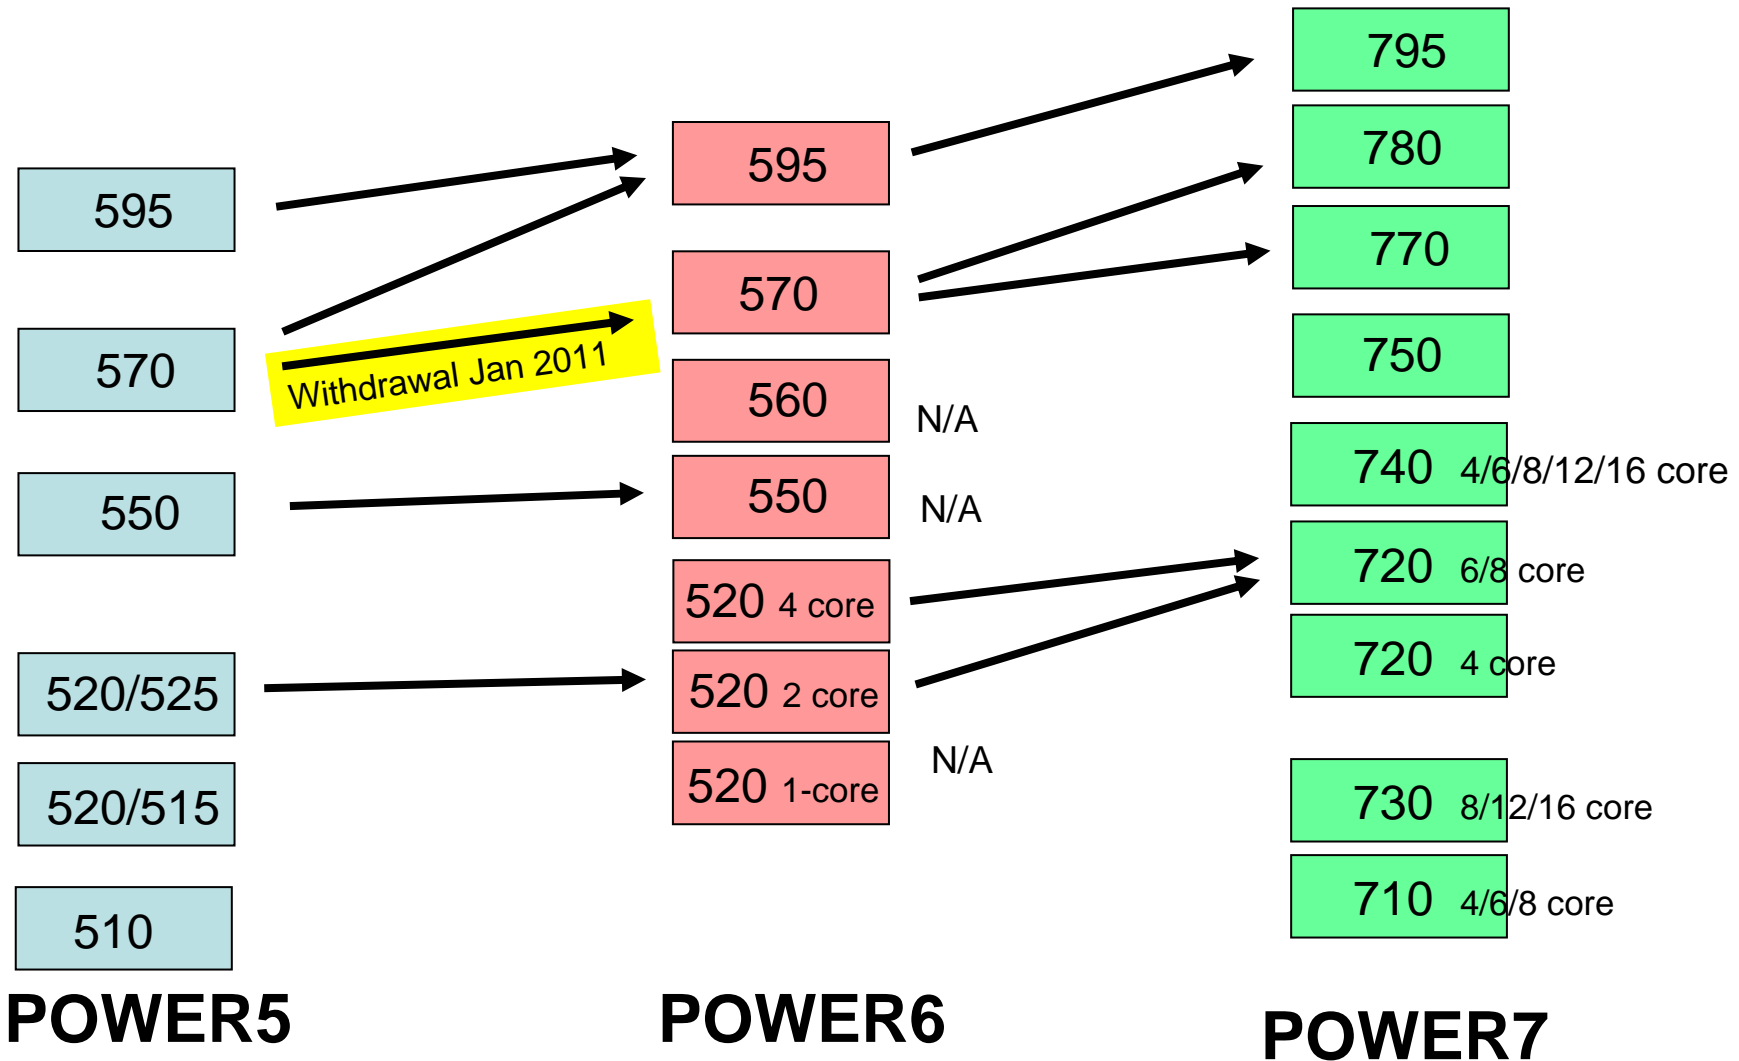 595
570
550
520/525
520/515
510
POWER5
Withdrawal Jan 2011
595
570
560
550
520 4 core
520 2 core
520 1-core
POWER6
N/A
N/A
N/A
795
780
770
750
740 4/6/8/12/16 core
720 6/8 core
720 4 core
730 8/12/16 core
710 4/6/8 core
POWER7